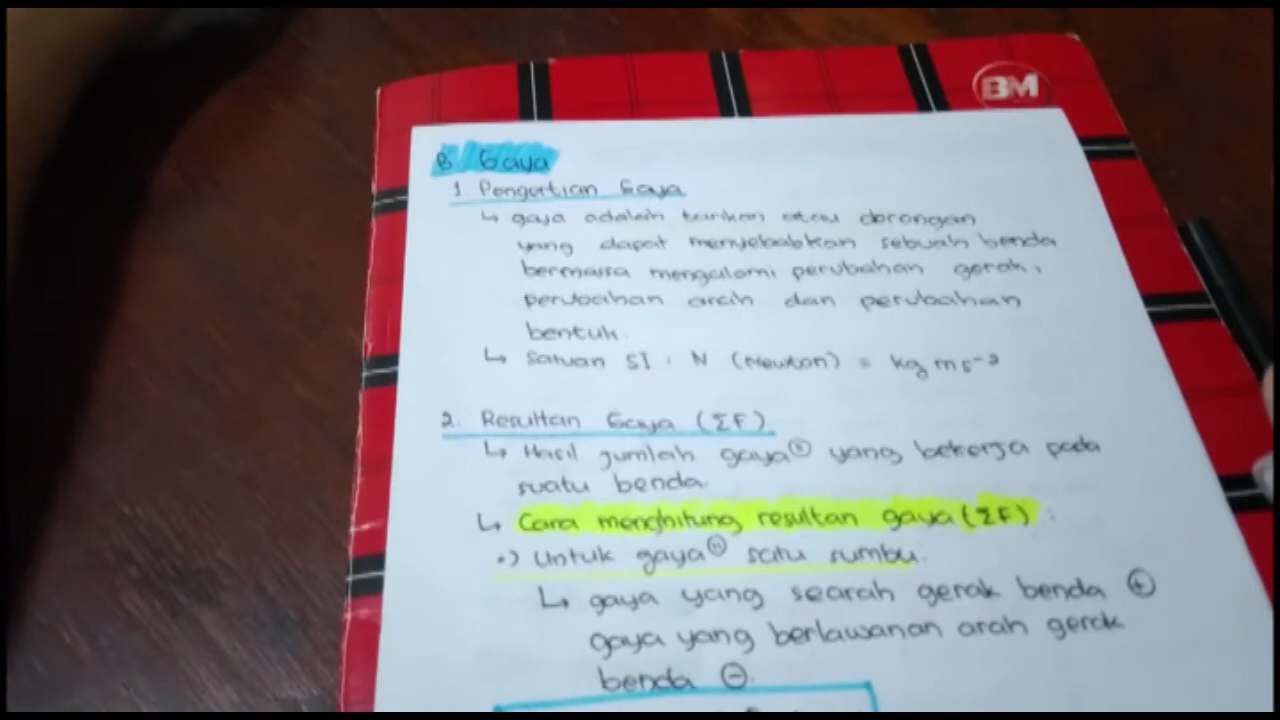 BM
B. Gaya
1. Pengertian Gaya
↳ gaya adalah tarikan atau dorongan
yang dapat menyebabkan sebuah benda
bermassa mengalami perubahan gerak,
perubahan arah dan perubahan
bentuk.
↳ Satuan SI : N (Newton) = kg ms⁻²
2. Resultan Gaya (ΣF)
↳ Hasil jumlah gaya yang bekerja pada
suatu benda.
↳ Cara menghitung resultan gaya (ΣF) :
•) Untuk gaya satu sumbu.
↳ gaya yang searah gerak benda ⊕
gaya yang berlawanan arah gerak
benda ⊖.